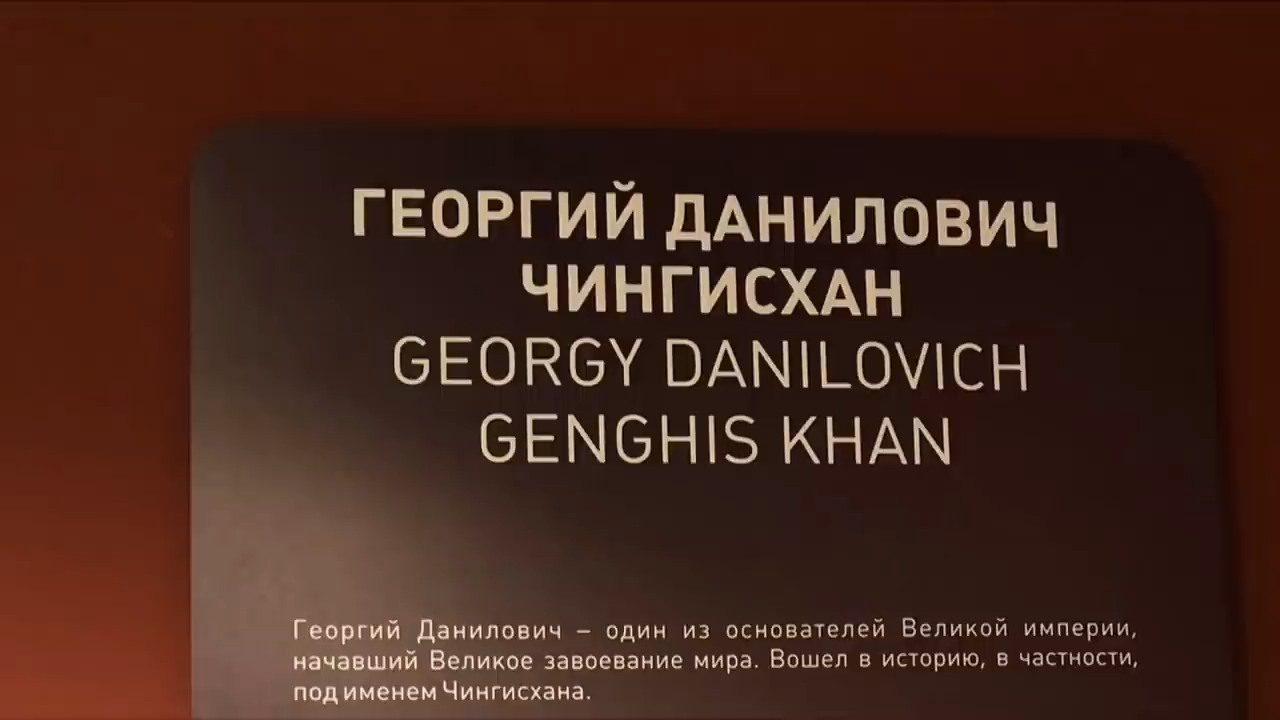 ГЕОРГИЙ ДАНИЛОВИЧ
ЧИНГИСХАН
GEORGY DANILOVICH
GENGHIS KHAN
Георгий Данилович – один из основателей Великой империи,
начавший Великое завоевание мира. Вошел в историю, в частности,
под именем Чингисхана.